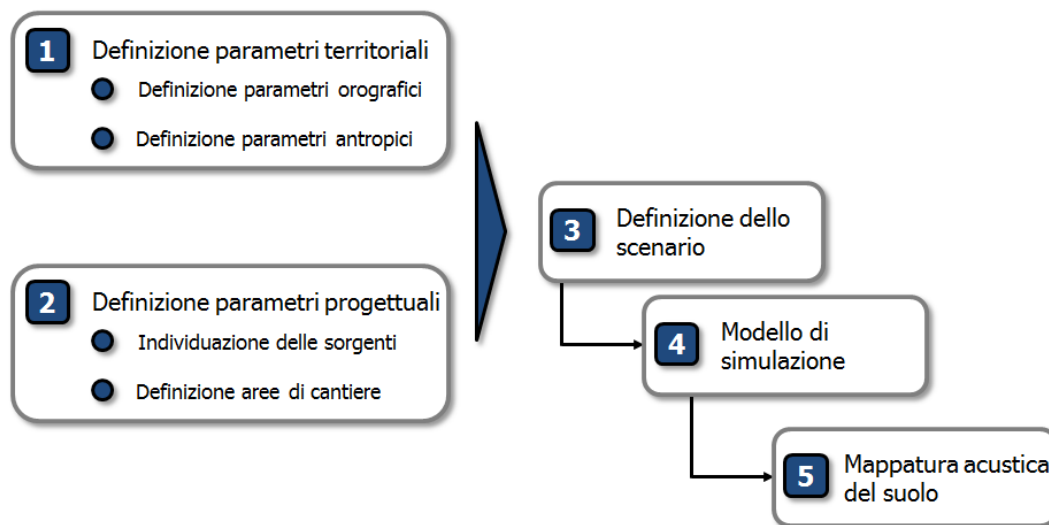 1 Definizione parametri territoriali
Definizione parametri orografici
Definizione parametri antropici
2 Definizione parametri progettuali
Individuazione delle sorgenti
Definizione aree di cantiere
3 Definizione dello
scenario
4 Modello di
simulazione
5 Mappatura acustica
del suolo